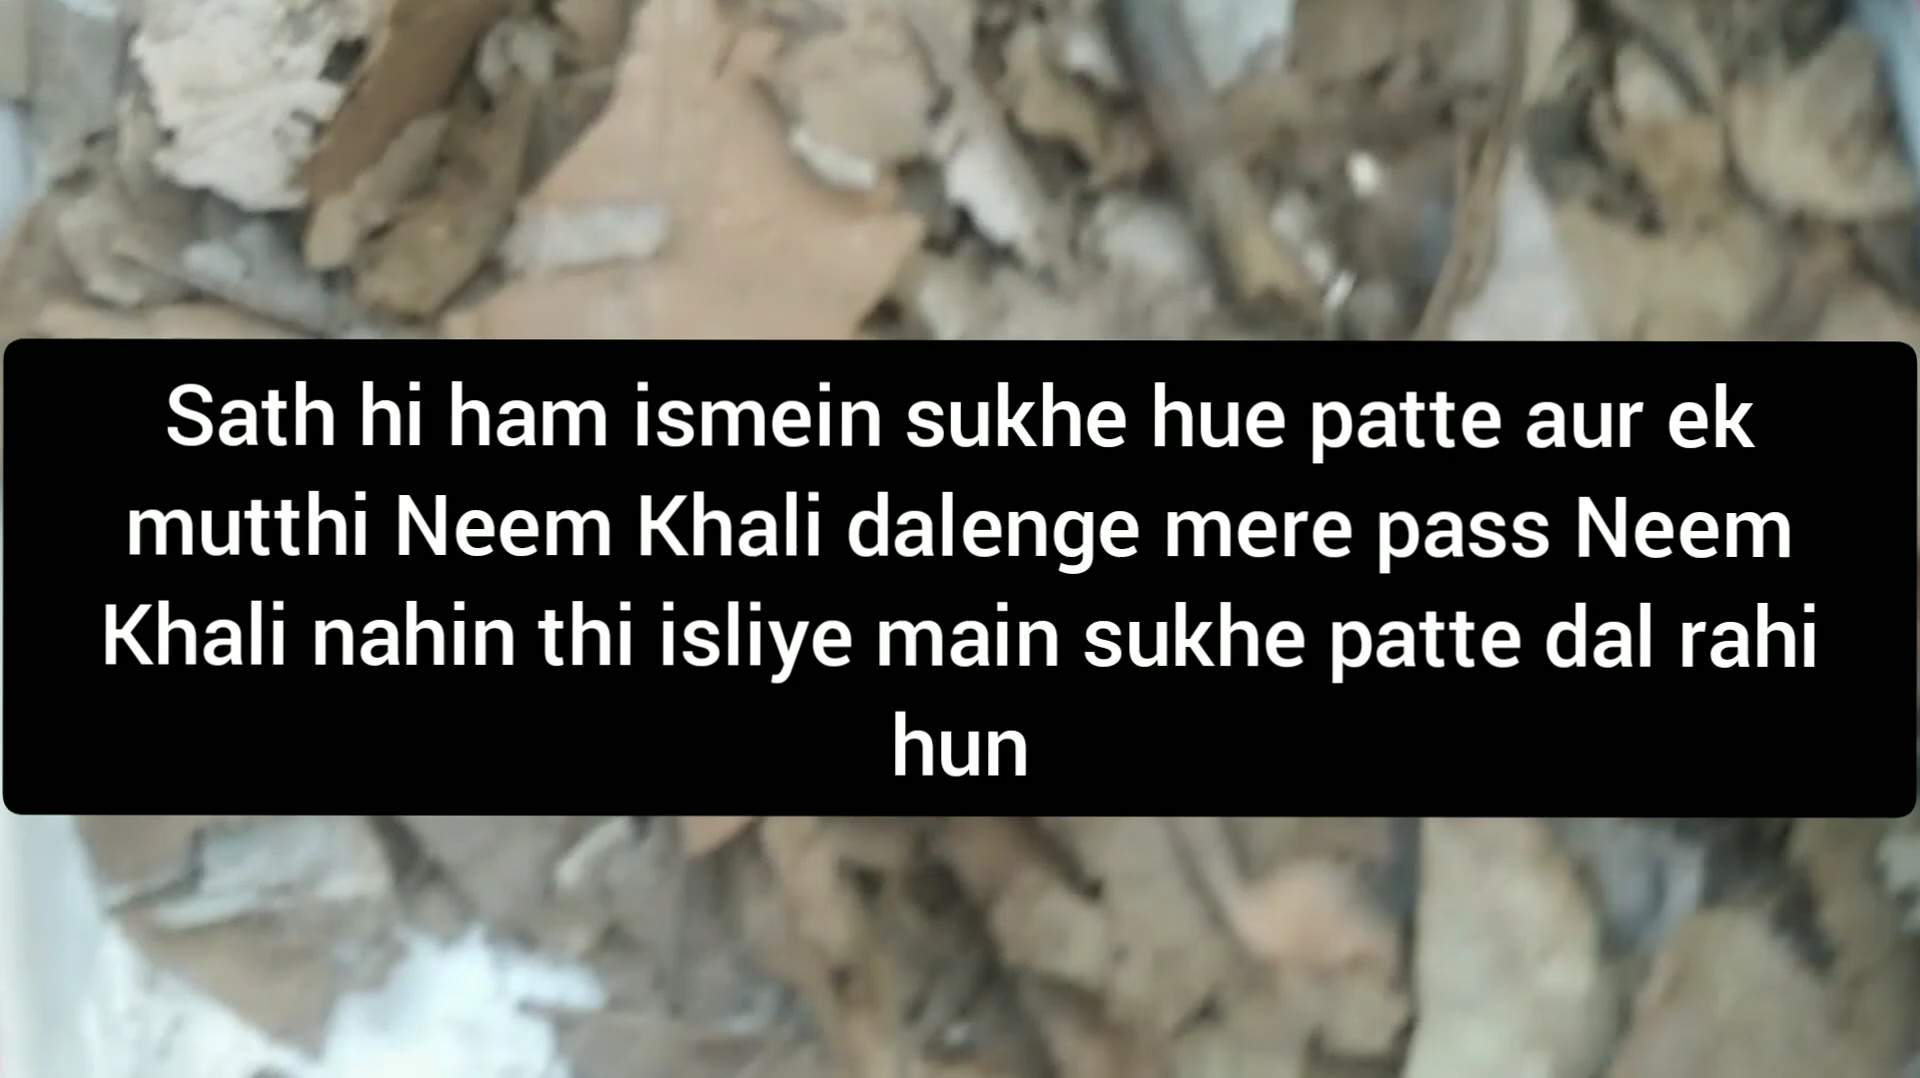 Sath hi ham ismein sukhe hue patte aur ek
mutthi Neem Khali dalenge mere pass Neem
Khali nahin thi isliye main sukhe patte dal rahi
hun